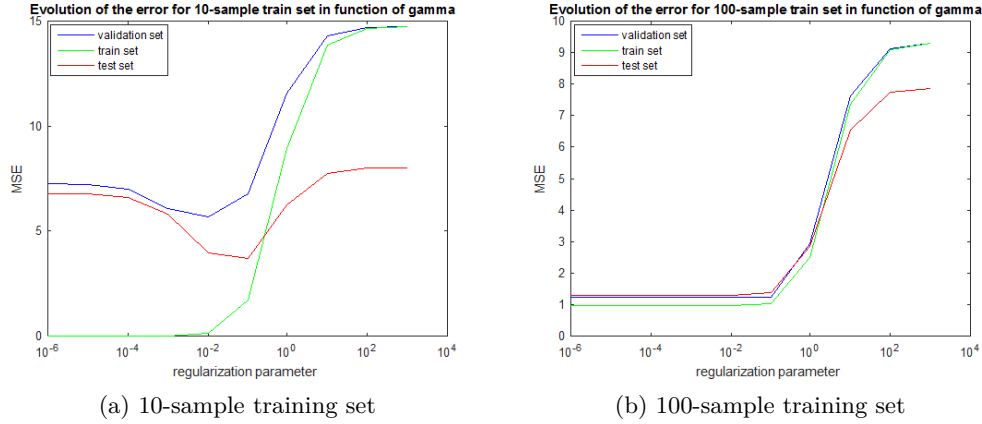 Evolution of the error for 10-sample train set in function of gamma
validation set
train set
test set
MSE
15
10
5
0
10^-6
10^-4
10^-2
10^0
10^2
10^4
regularization parameter
(a) 10-sample training set
Evolution of the error for 100-sample train set in function of gamma
validation set
train set
test set
MSE
10
9
8
7
6
5
4
3
2
1
0
10^-6
10^-4
10^-2
10^0
10^2
10^4
regularization parameter
(b) 100-sample training set